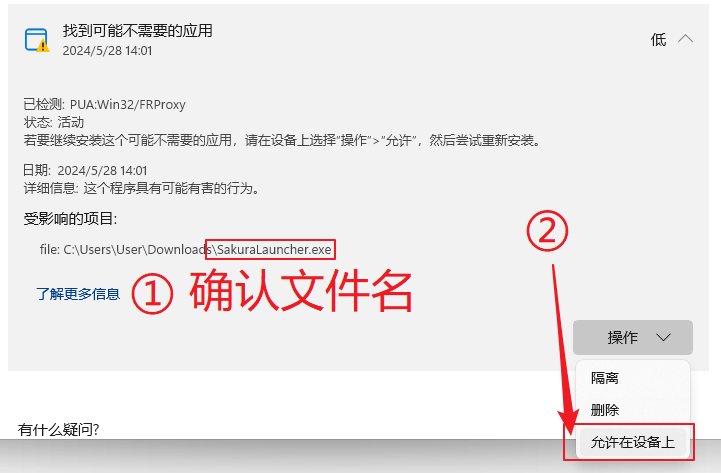 找到可能不需要的应用
2024/5/28 14:01
低
已检测: PUA:Win32/FRProxy
状态: 活动
若要继续安装这个可能不需要的应用，请在设备上选择“操作”>“允许”，然后尝试重新安装。
日期: 2024/5/28 14:01
详细信息: 这个程序具有可能有害的行为。
受影响的项目:
file: C:\Users\User\Downloads\SakuraLauncher.exe
②
了解更多信息
① 确认文件名
操作
隔离
删除
允许在设备上
有什么疑问?